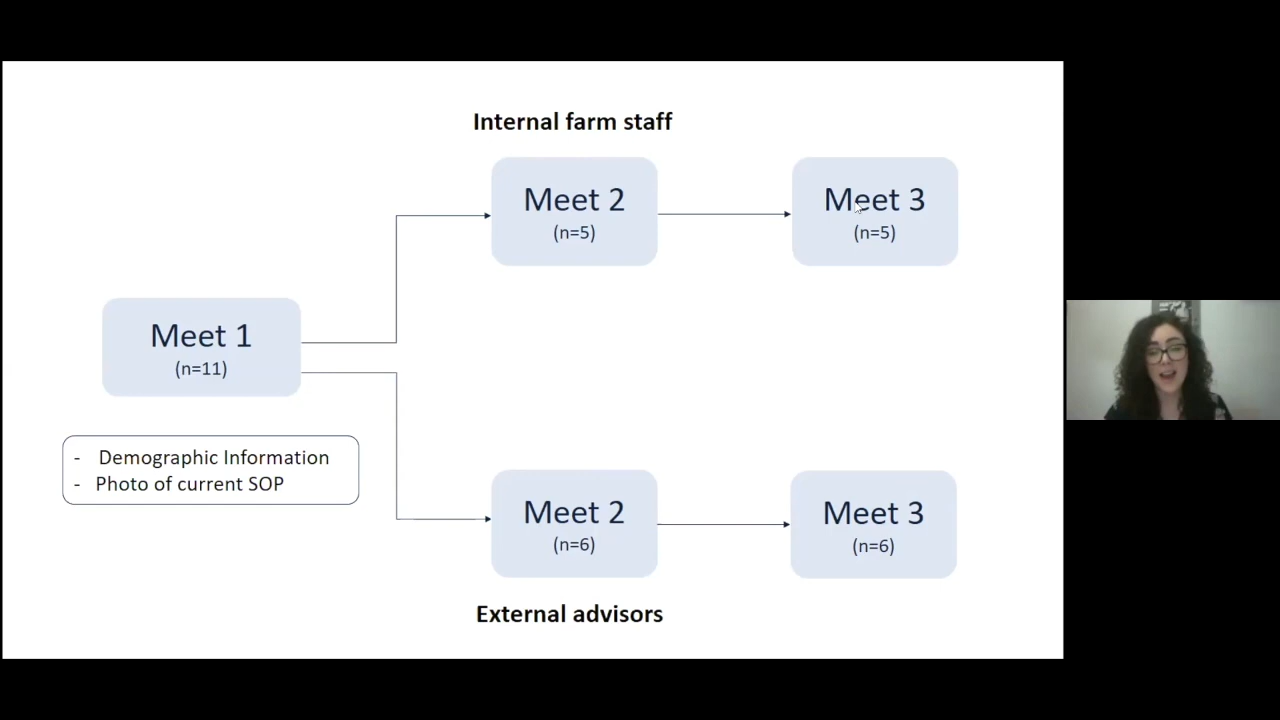 Internal farm staff
Meet 2
(n=5)
Meet 3
(n=5)
Meet 1
(n=11)
- Demographic Information
- Photo of current SOP
Meet 2
(n=6)
Meet 3
(n=6)
External advisors